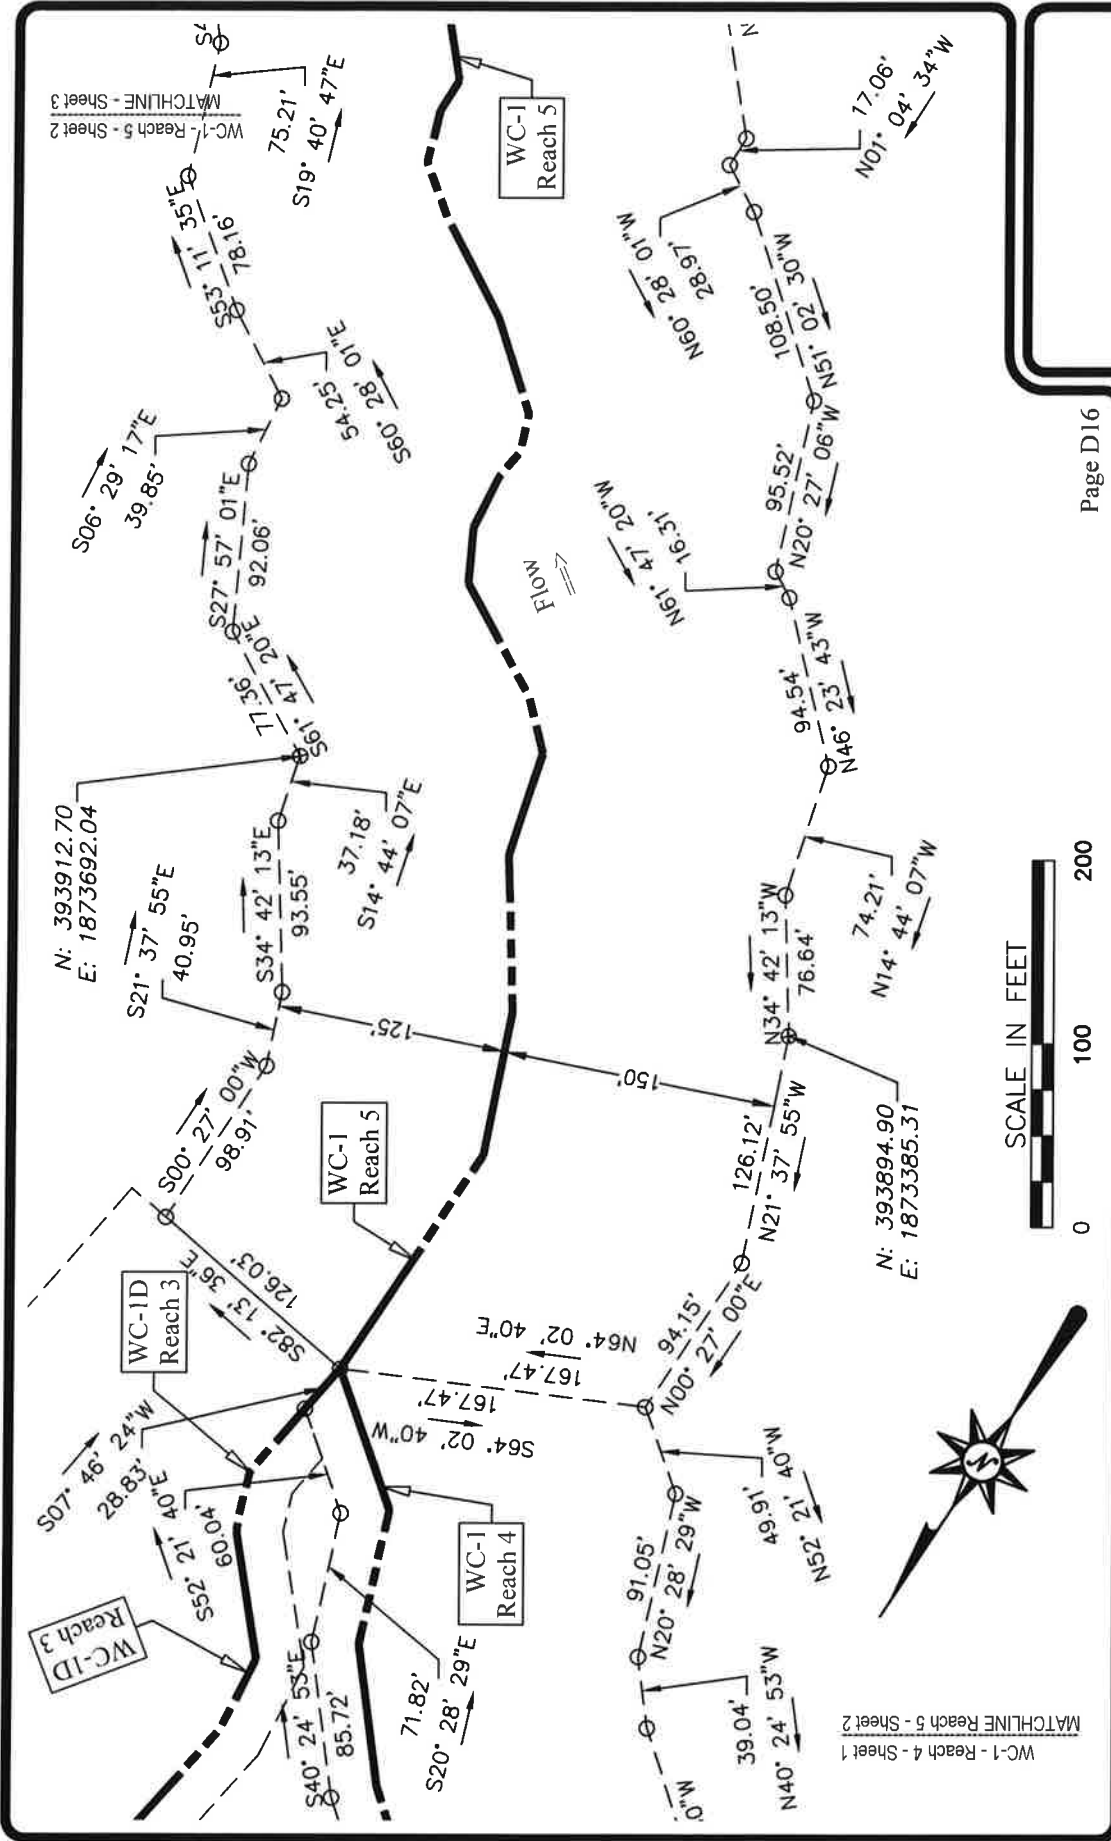 S07° 46' 24"W
28.83'
S52° 21' 40"E
60.04'
WC-1D
Reach 3
WC-1D
Reach 3
S40° 24' 53"E
85.72'
71.82'
S20° 28' 29"E
WC-1
Reach 4
S82° 13' 36"E
126.03'
S64° 02' 40"W
167.47'
167.47'
N64° 02' 40"E
WC-1
Reach 5
S00° 27' 00"W
98.91'
S21° 37' 55"E
40.95'
N: 393912.70
E: 1873692.04
S34° 42' 13"E
93.55'
37.18'
S14° 44' 07"E
77.36'
S61° 47' 20"E
S27° 57' 01"E
92.06'
S06° 29' 17"E
39.85'
54.25'
S60° 28' 01"E
S53° 11' 35"E
78.16'
75.21'
S19° 40' 47"E
WC-1 - Reach 5 - Sheet 2
MATCHLINE - Sheet 3
WC-1
Reach 5
Flow
125'
150'
N01° 04' 34"W
17.06'
N60° 28' 01"W
28.97'
108.50'
N51° 02' 30"W
95.52'
N20° 27' 06"W
N61° 47' 20"W
16.31'
94.54'
N46° 23' 43"W
74.21'
N14° 44' 07"W
N34° 42' 13"W
76.64'
N: 393894.90
E: 1873385.31
126.12'
N21° 37' 55"W
94.15'
N00° 27' 00"E
49.91'
N52° 21' 40"W
91.05'
N20° 28' 29"W
39.04'
N40° 24' 53"W
0"W
WC-1 - Reach 4 - Sheet 1
MATCHLINE Reach 5 - Sheet 2
N
SCALE IN FEET
0 100 200
Page D16